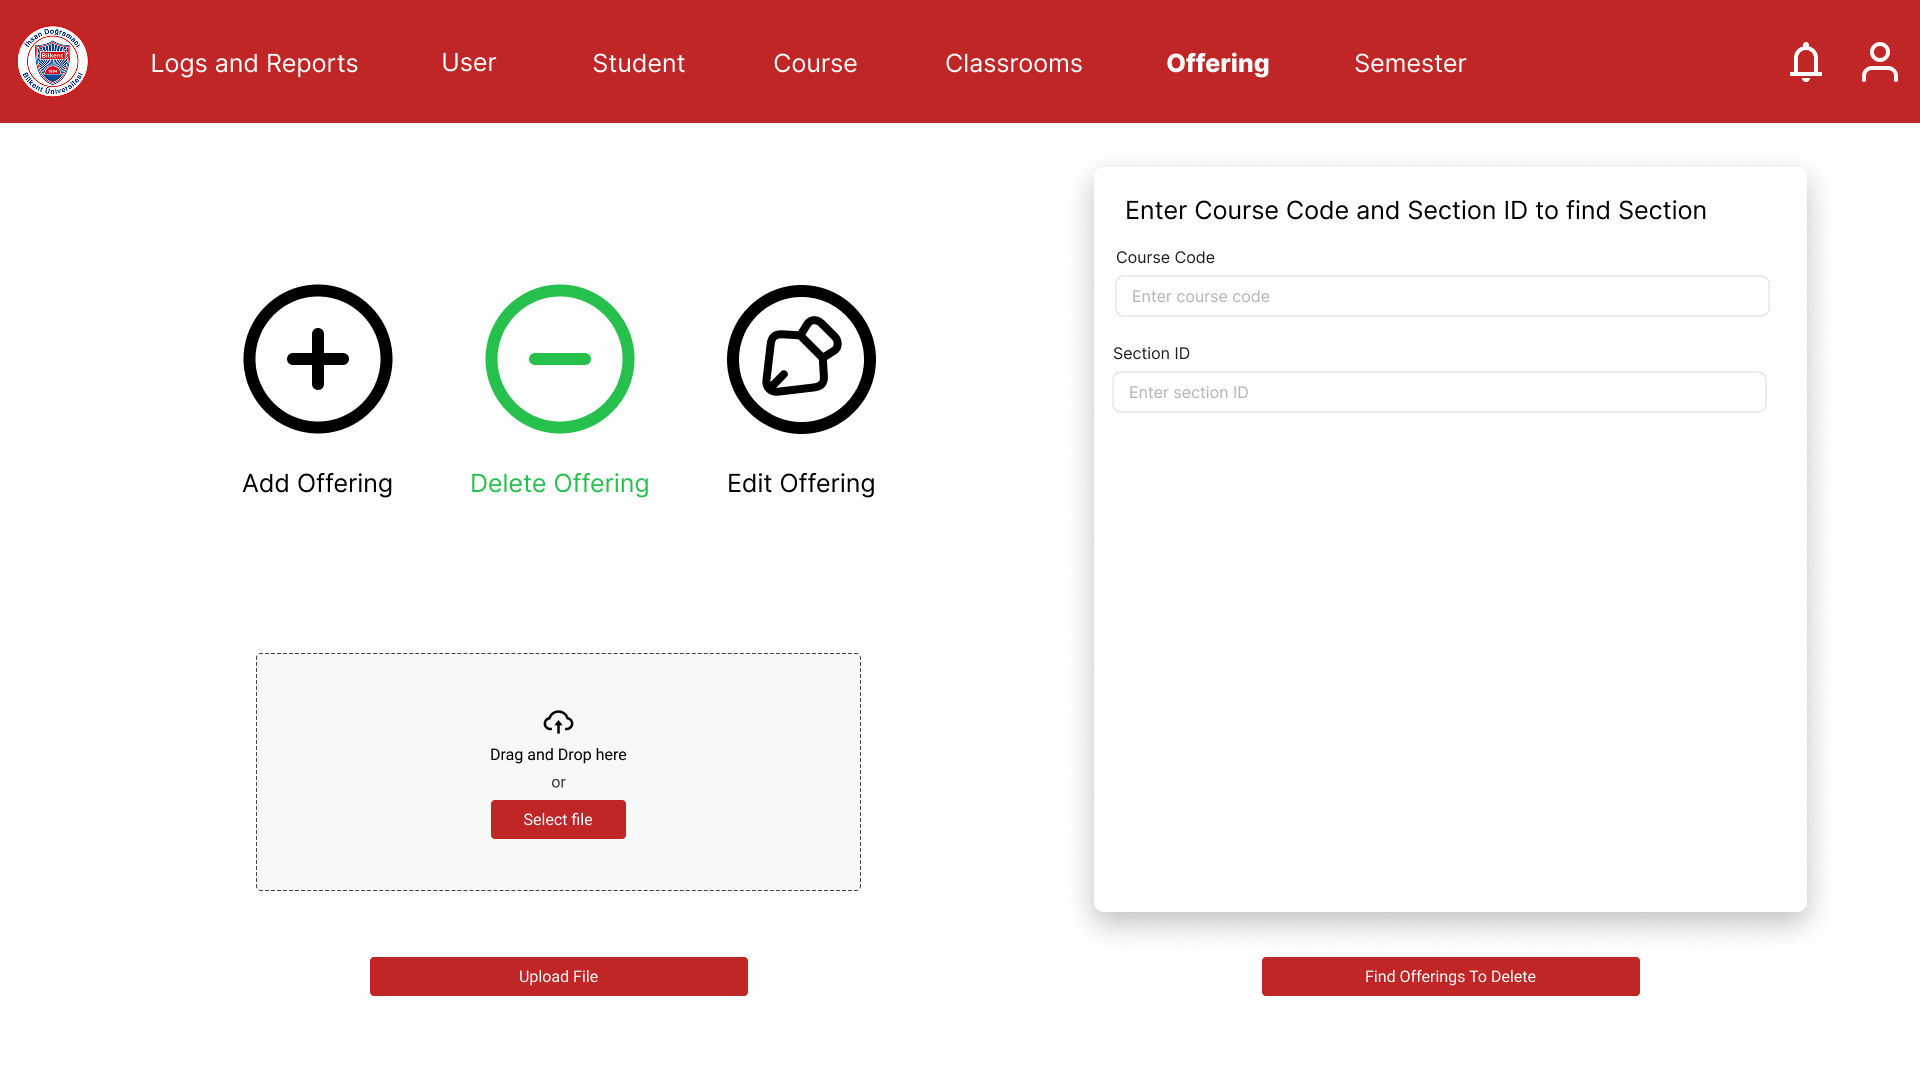 İhsan Doğramacı
Bilkent
1984
Bilkent Üniversitesi
Logs and Reports
User
Student
Course
Classrooms
Offering
Semester
Add Offering
Delete Offering
Edit Offering
Drag and Drop here
or
Select file
Upload File
Enter Course Code and Section ID to find Section
Course Code
Enter course code
Section ID
Enter section ID
Find Offerings To Delete